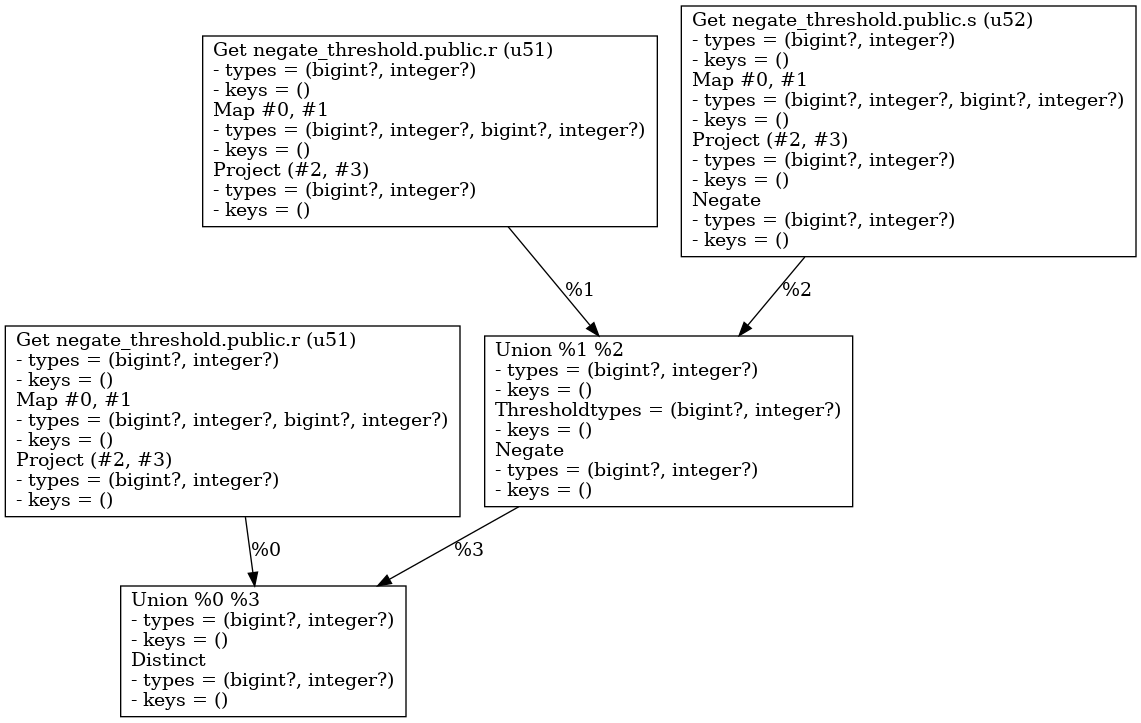 Get negate_threshold.public.s (u52)
- types = (bigint?, integer?)
- keys = ()
Map #0, #1
- types = (bigint?, integer?, bigint?, integer?)
- keys = ()
Project (#2, #3)
- types = (bigint?, integer?)
- keys = ()
Negate
- types = (bigint?, integer?)
- keys = ()
Get negate_threshold.public.r (u51)
- types = (bigint?, integer?)
- keys = ()
Map #0, #1
- types = (bigint?, integer?, bigint?, integer?)
- keys = ()
Project (#2, #3)
- types = (bigint?, integer?)
- keys = ()
%1
%2
Get negate_threshold.public.r (u51)
- types = (bigint?, integer?)
- keys = ()
Map #0, #1
- types = (bigint?, integer?, bigint?, integer?)
- keys = ()
Project (#2, #3)
- types = (bigint?, integer?)
- keys = ()
Union %1 %2
- types = (bigint?, integer?)
- keys = ()
Thresholdtypes = (bigint?, integer?)
- keys = ()
Negate
- types = (bigint?, integer?)
- keys = ()
%0
%3
Union %0 %3
- types = (bigint?, integer?)
- keys = ()
Distinct
- types = (bigint?, integer?)
- keys = ()